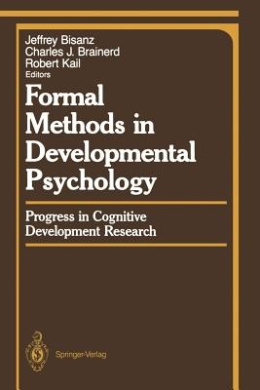 Jeffrey Bisanz
Charles J. Brainerd
Robert Kail
Editors
Formal
Methods in
Developmental
Psychology
Progress in Cognitive
Development Research
Springer-Verlag